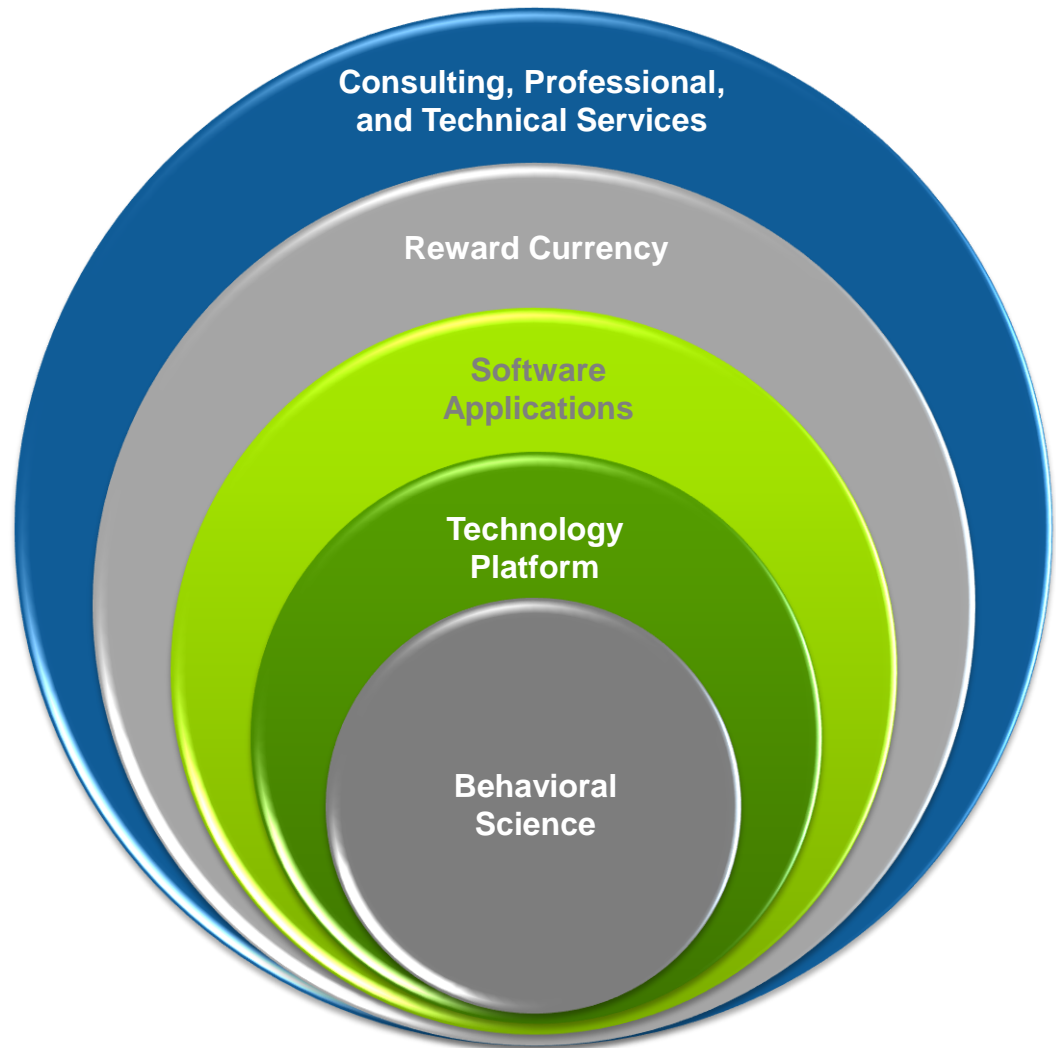 Consulting, Professional,
and Technical Services
Reward Currency
Software
Applications
Technology
Platform
Behavioral
Science